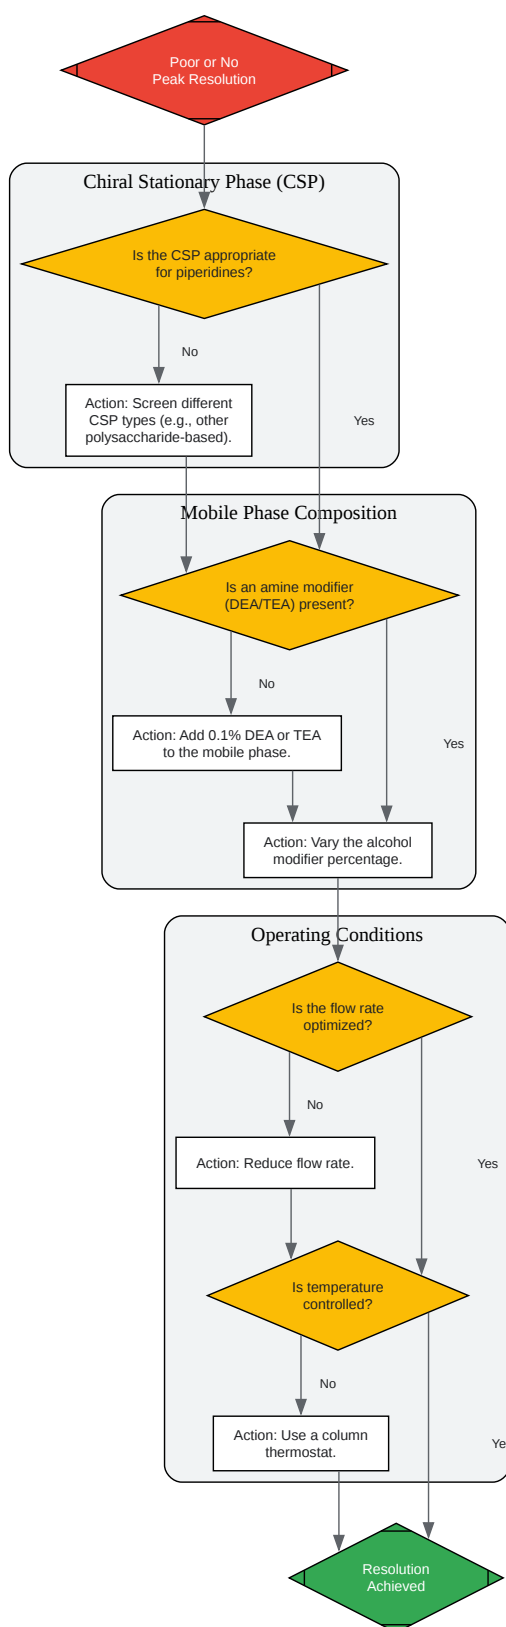 Poor or No
Peak Resolution
Chiral Stationary Phase (CSP)
Is the CSP appropriate
for piperidines?
No
Action: Screen different
CSP types (e.g., other
polysaccharide-based).
Yes
Mobile Phase Composition
Is an amine modifier
(DEA/TEA) present?
No
Action: Add 0.1% DEA or TEA
to the mobile phase.
Yes
Action: Vary the alcohol
modifier percentage.
Operating Conditions
Is the flow rate
optimized?
No
Action: Reduce flow rate.
Yes
Is temperature
controlled?
No
Action: Use a column
thermostat.
Ye
Resolution
Achieved